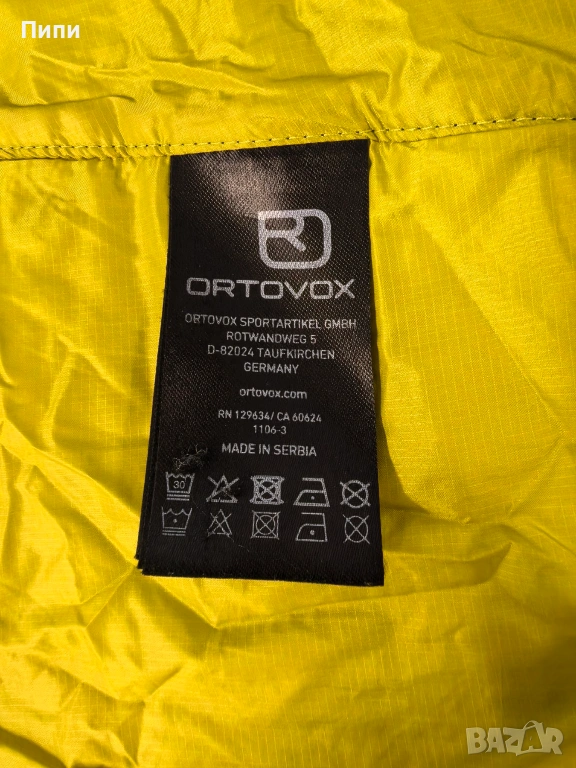 Пипи
ORTOVOX
ORTOVOX SPORTARTIKEL GMBH
ROTWANDWEG 5
D-82024 TAUFKIRCHEN
GERMANY
ortovox.com
RN 129634/ CA 60624
1106-3
MADE IN SERBIA
30
BAZAR